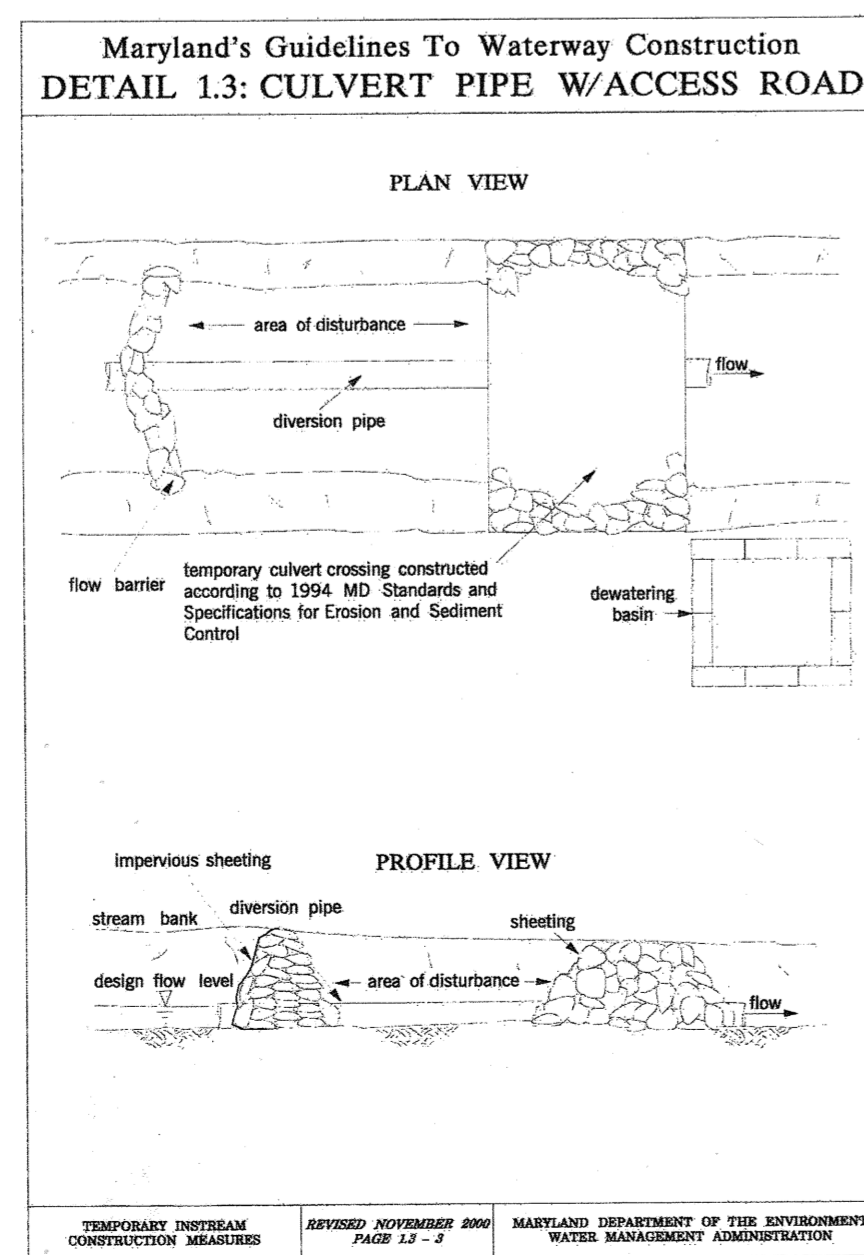 Maryland's Guidelines To Waterway Construction
DETAIL 1.3: CULVERT PIPE W/ACCESS ROAD
PLAN VIEW
area of disturbance
flow
diversion pipe
flow barrier
temporary culvert crossing constructed
according to 1994 MD Standards and
Specifications for Erosion and Sediment
Control
dewatering
basin
impervious sheeting
PROFILE VIEW
stream bank
diversion pipe
sheeting
design flow level
area of disturbance
flow
TEMPORARY INSTREAM
CONSTRUCTION MEASURES
REVISED NOVEMBER 2000
PAGE 1.3 - 3
MARYLAND DEPARTMENT OF THE ENVIRONMENT
WATER MANAGEMENT ADMINISTRATION